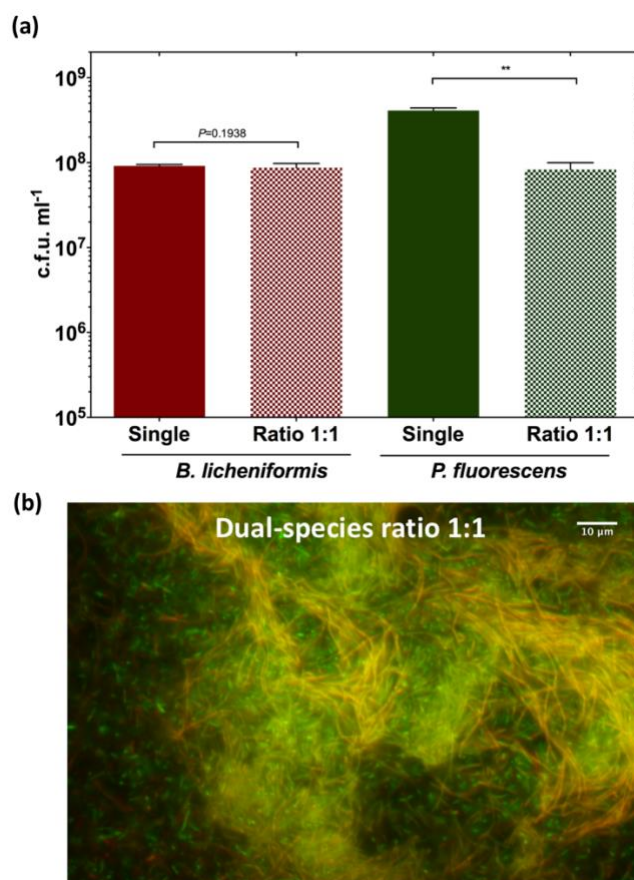 (a)
10⁹
10⁸
10⁷
10⁶
10⁵
c.f.u. ml⁻¹
P=0.1938
**
Single
Ratio 1:1
Single
Ratio 1:1
B. licheniformis
P. fluorescens
(b)
Dual-species ratio 1:1
10 µm